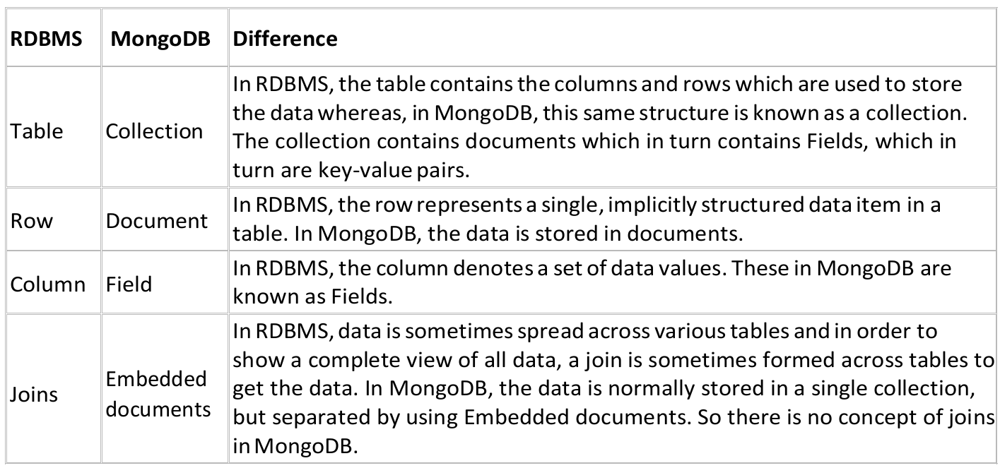 RDBMS MongoDB Difference
In RDBMS, the table contains the columns and rows which are used to store
the data whereas, in MongoDB, this same structure is known as a collection.
Table Collection
The collection contains documents which in turn contains Fields, which in
turn are key-value pairs.
In RDBMS, the row represents a single, implicitly structured data item in a
Row Document
table. In MongoDB, the data is stored in documents.
In RDBMS, the column denotes a set of data values. These in MongoDB are
Column Field
known as Fields.
In RDBMS, data is sometimes spread across various tables and in order to
show a complete view of all data, a join is sometimes formed across tables to
Joins Embedded
documents
get the data. In MongoDB, the data is normally stored in a single collection,
but separated by using Embedded documents. So there is no concept of joins
in MongoDB.